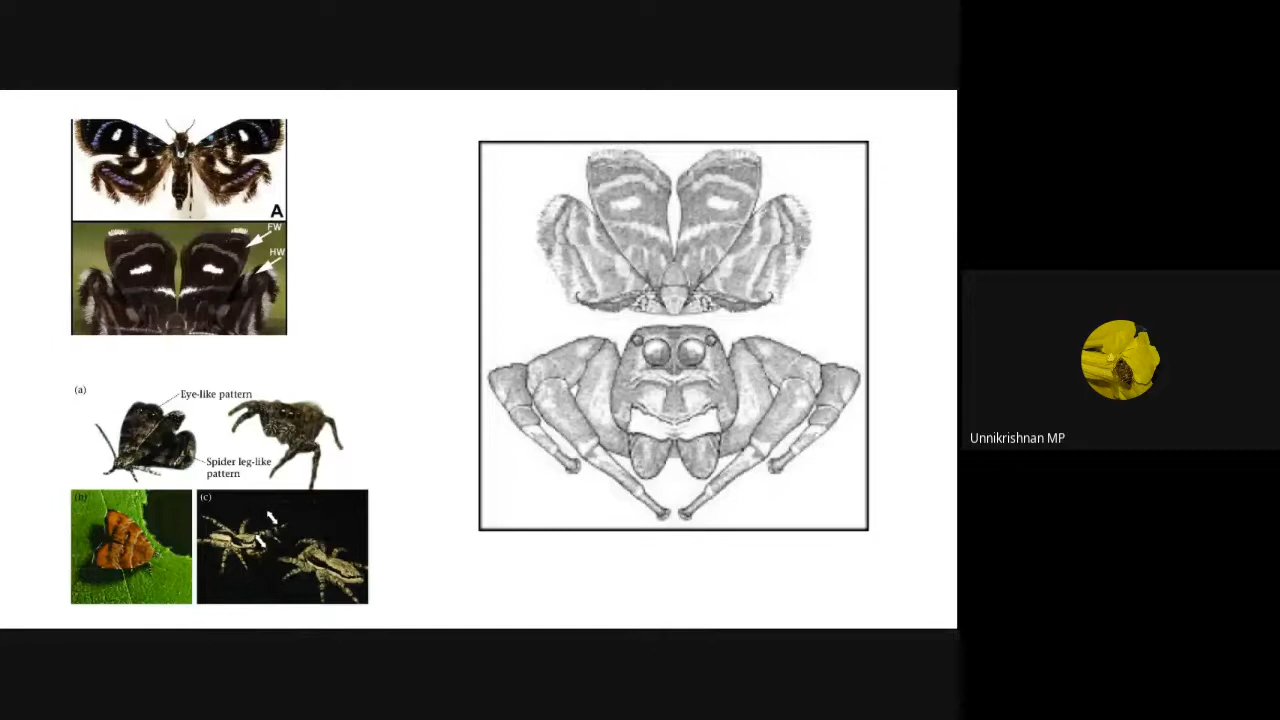 A
FW
HW
(a)
Eye-like pattern
Spider leg-like
pattern
(b)
(c)
Unnikrishnan MP